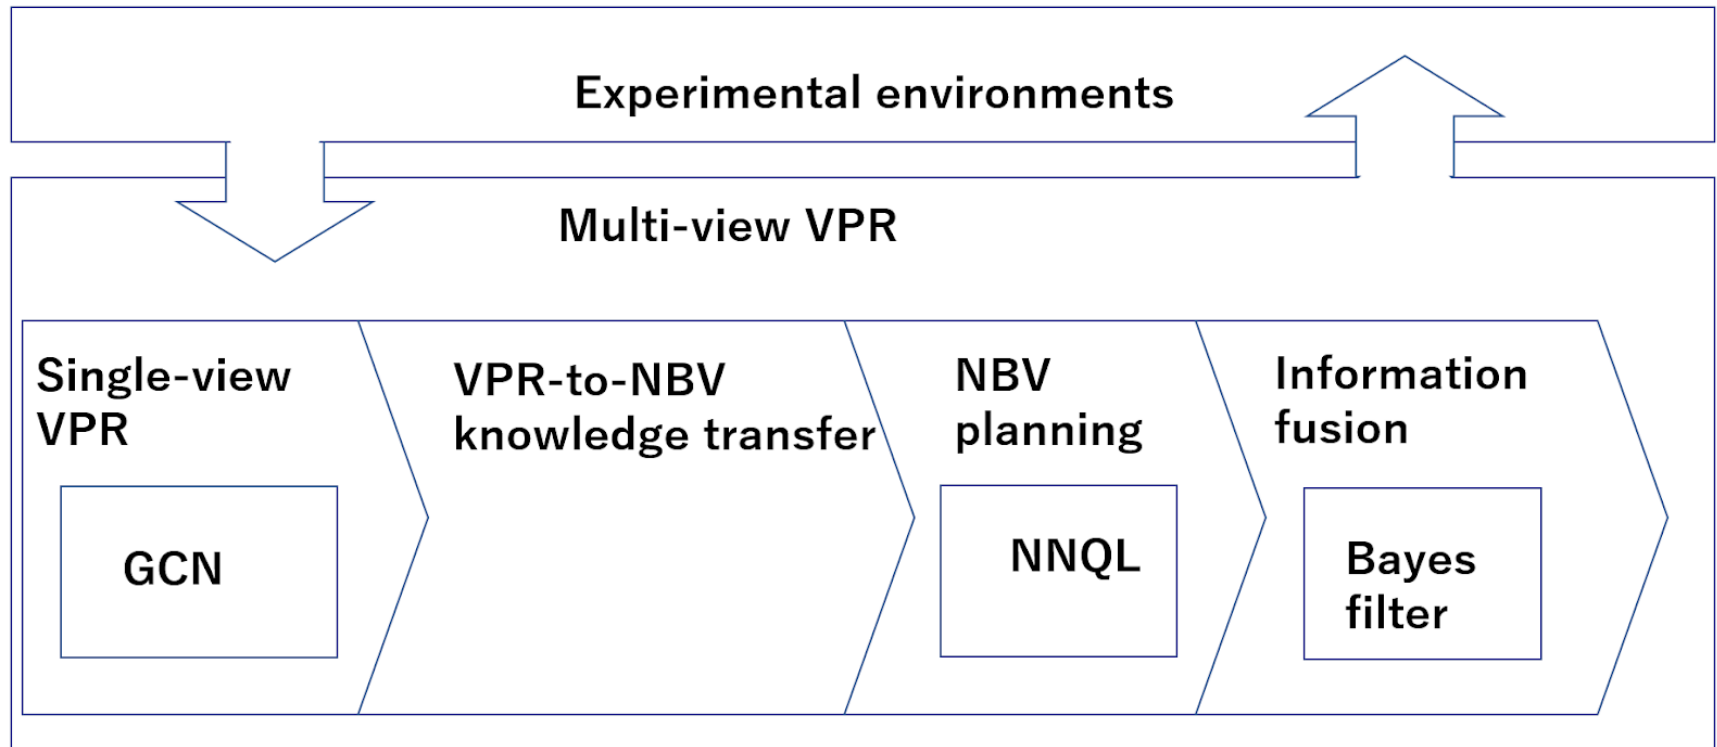 Experimental environments
Multi-view VPR
Single-view
VPR
GCN
VPR-to-NBV
knowledge transfer
NBV
planning
NNQL
Information
fusion
Bayes
filter